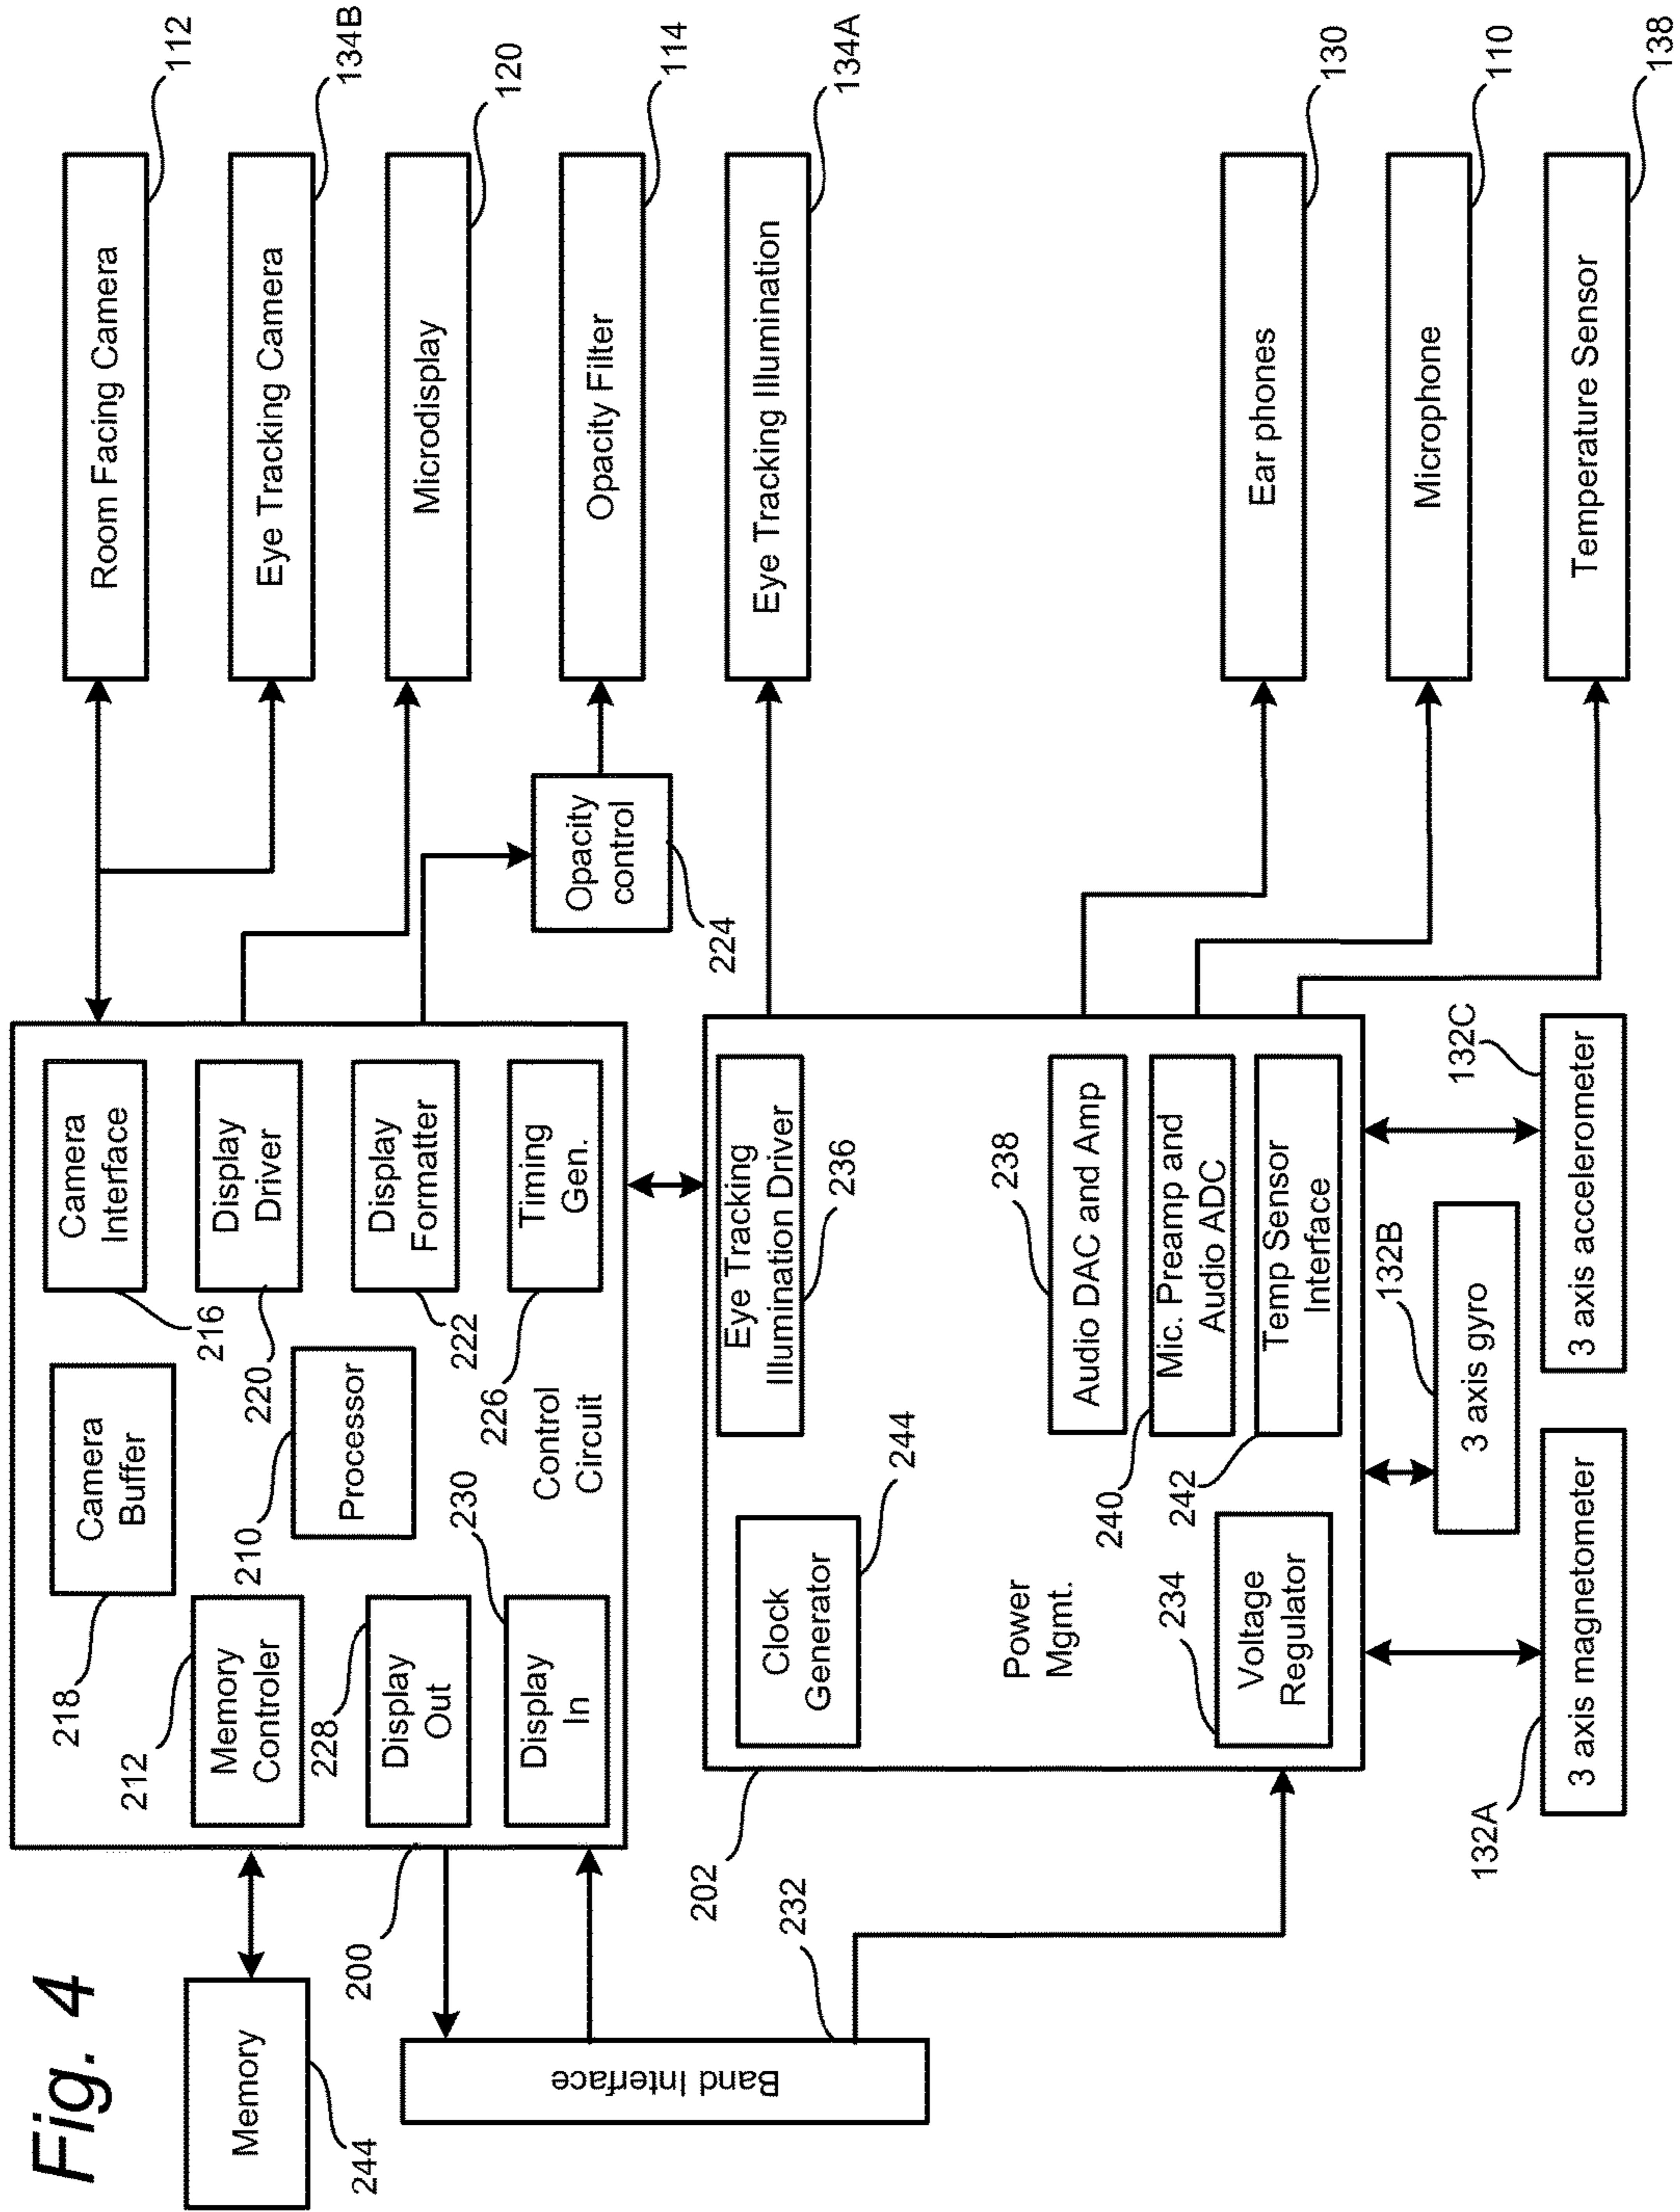 Fig. 4
Memory
244
Band Interface
232
200
202
212
Memory
Controler
218
Camera
Buffer
Camera
Interface
216
228
Display
Out
210
Processor
220
Display
Driver
222
Display
Formatter
230
Display
In
Control
Circuit
226
Timing
Gen.
Room Facing Camera
112
Eye Tracking Camera
134B
Microdisplay
120
Opacity
control
224
Opacity Filter
114
Eye Tracking Illumination
134A
Clock
Generator
244
Eye Tracking
Illumination Driver
236
Power
Mgmt.
238
Audio DAC and Amp
240
Mic. Preamp and
Audio ADC
234
Voltage
Regulator
242
Temp Sensor
Interface
Ear phones
130
Microphone
110
Temperature Sensor
138
132A
3 axis magnetometer
132B
3 axis gyro
132C
3 axis accelerometer